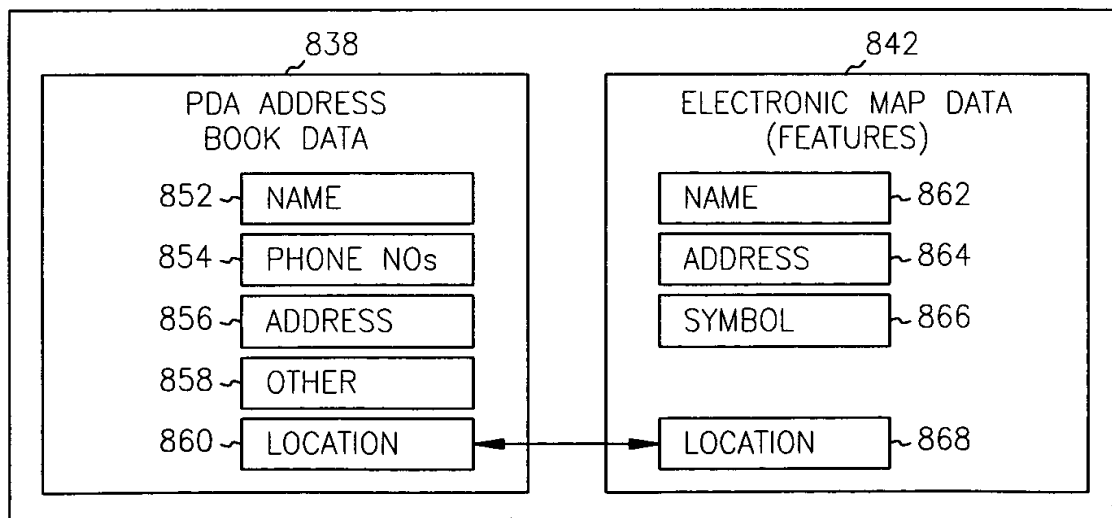 838
PDA ADDRESS
BOOK DATA
852 NAME
854 PHONE NOs
856 ADDRESS
858 OTHER
860 LOCATION
842
ELECTRONIC MAP DATA
(FEATURES)
NAME 862
ADDRESS 864
SYMBOL 866
LOCATION 868